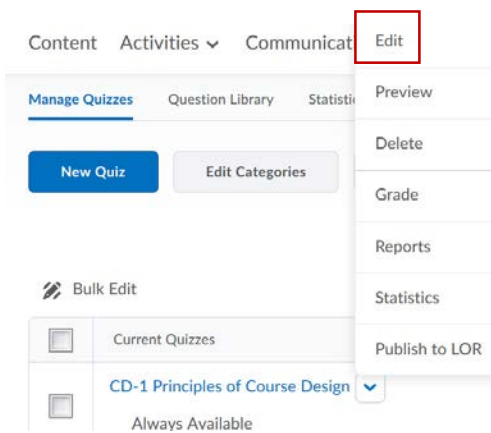 Content Activities Communicat
Manage Quizzes Question Library Statisti
New Quiz Edit Categories
Bulk Edit
Current Quizzes
CD-1 Principles of Course Design
Always Available
Edit
Preview
Delete
Grade
Reports
Statistics
Publish to LOR